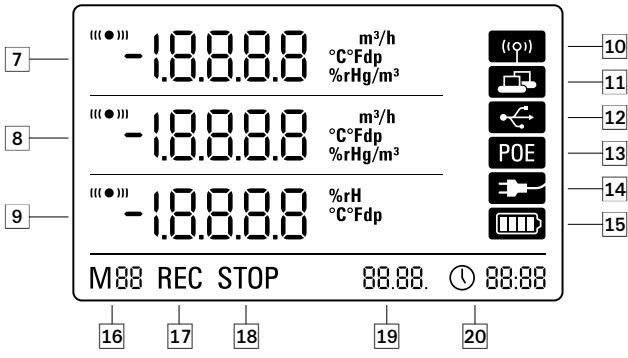 7
-1.8.8.8.8
m³/h
°C°Fdp
%rHg/m³
8
-1.8.8.8.8
m³/h
°C°Fdp
%rHg/m³
9
-1.8.8.8.8
%rH
°C°Fdp
10
11
12
POE
13
14
15
M88 REC STOP 88.88. 88:88
16 17 18 19 20